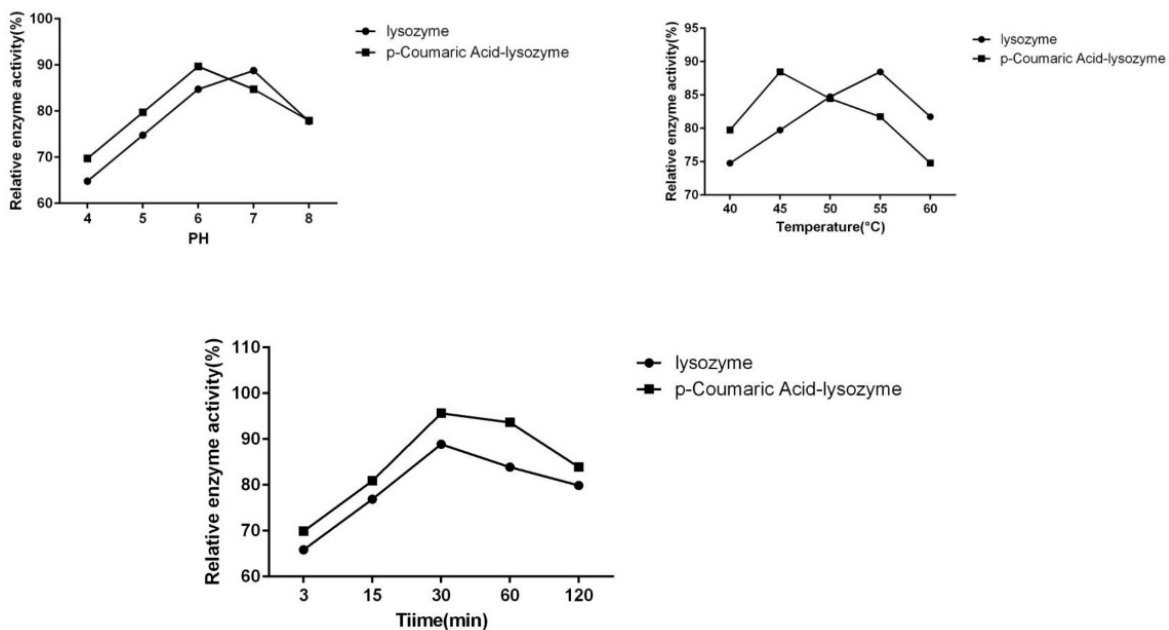 Relative enzyme activity(%)
100
90
80
70
60
4 5 6 7 8
PH
lysozyme
p-Coumaric Acid-lysozyme
Relative enzyme activity(%)
95
90
85
80
75
70
40 45 50 55 60
Temperature(°C)
lysozyme
p-Coumaric Acid-lysozyme
Relative enzyme activity(%)
110
100
90
80
70
60
3 15 30 60 120
Tiime(min)
lysozyme
p-Coumaric Acid-lysozyme